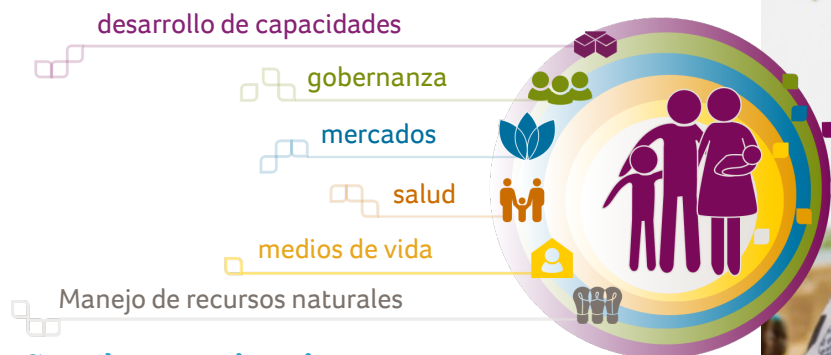 desarrollo de capacidades
gobernanza
mercados
salud
medios de vida
Manejo de recursos naturales